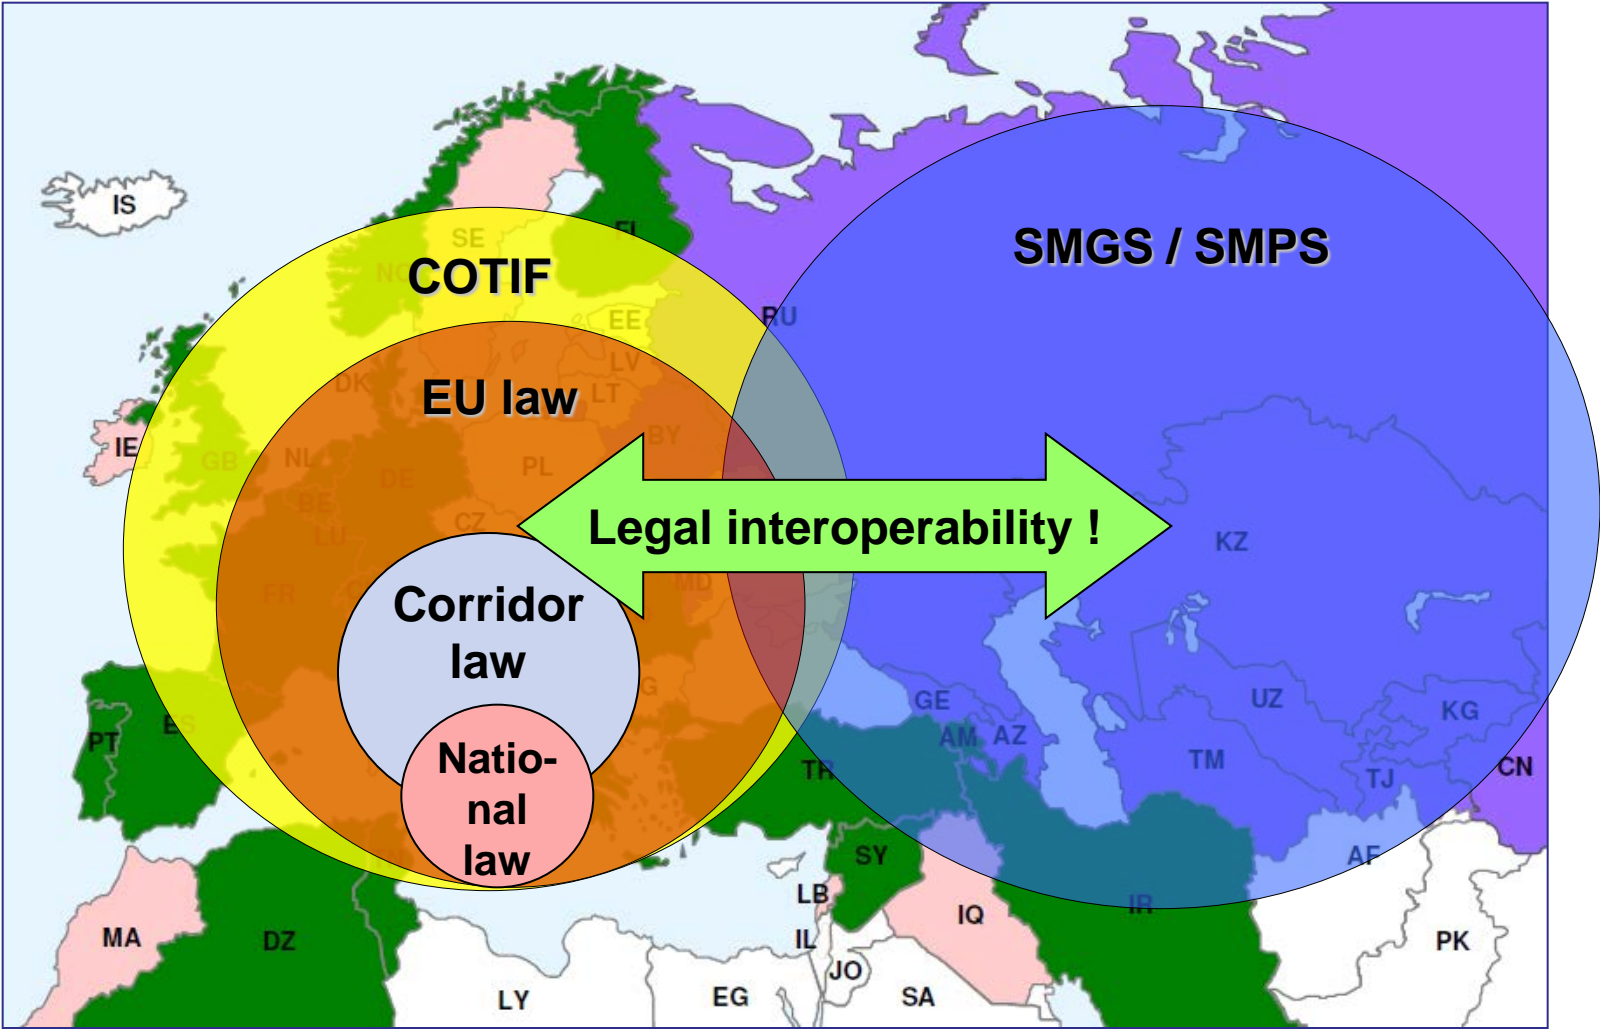 IS
SE
FI
NO
COTIF
SMGS / SMPS
RU
EE
LV
DK
LT
EU law
BY
IE
GB
NL
DE
PL
BE
CZ
LU
Legal interoperability !
KZ
FR
MD
Corridor
law
G
GE
UZ
KG
PT
ES
AM
AZ
Natio-
nal
law
TR
TM
TJ
CN
SY
AF
LB
IR
MA
DZ
IQ
IL
PK
JO
LY
EG
SA